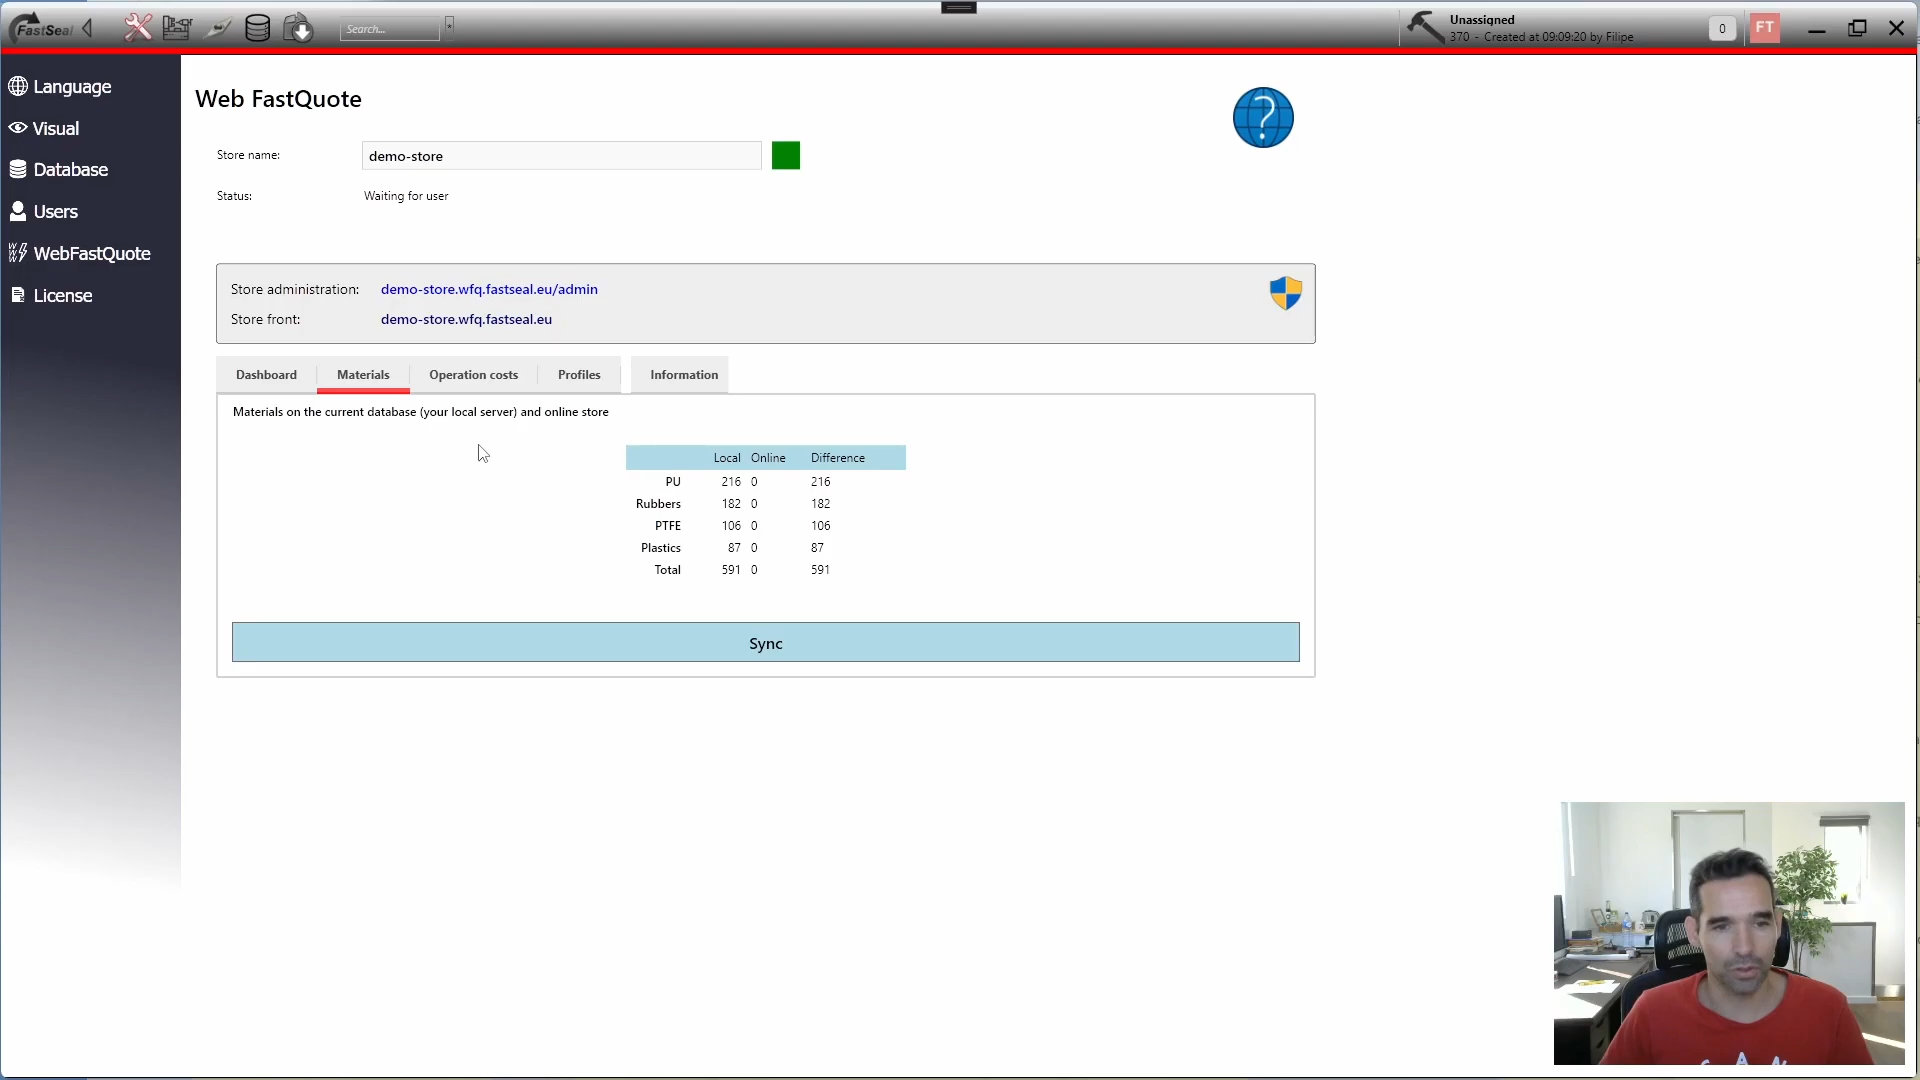 FastSeal
Search...
Unassigned
370 - Created at 09:09:20 by Filipe
0
FT
Language
Visual
Database
Users
WebFastQuote
License
Web FastQuote
Store name:
demo-store
Status:
Waiting for user
Store administration:
demo-store.wfq.fastseal.eu/admin
Store front:
demo-store.wfq.fastseal.eu
Dashboard
Materials
Operation costs
Profiles
Information
Materials on the current database (your local server) and online store
Local Online Difference
PU 216 0 216
Rubbers 182 0 182
PTFE 106 0 106
Plastics 87 0 87
Total 591 0 591
Sync